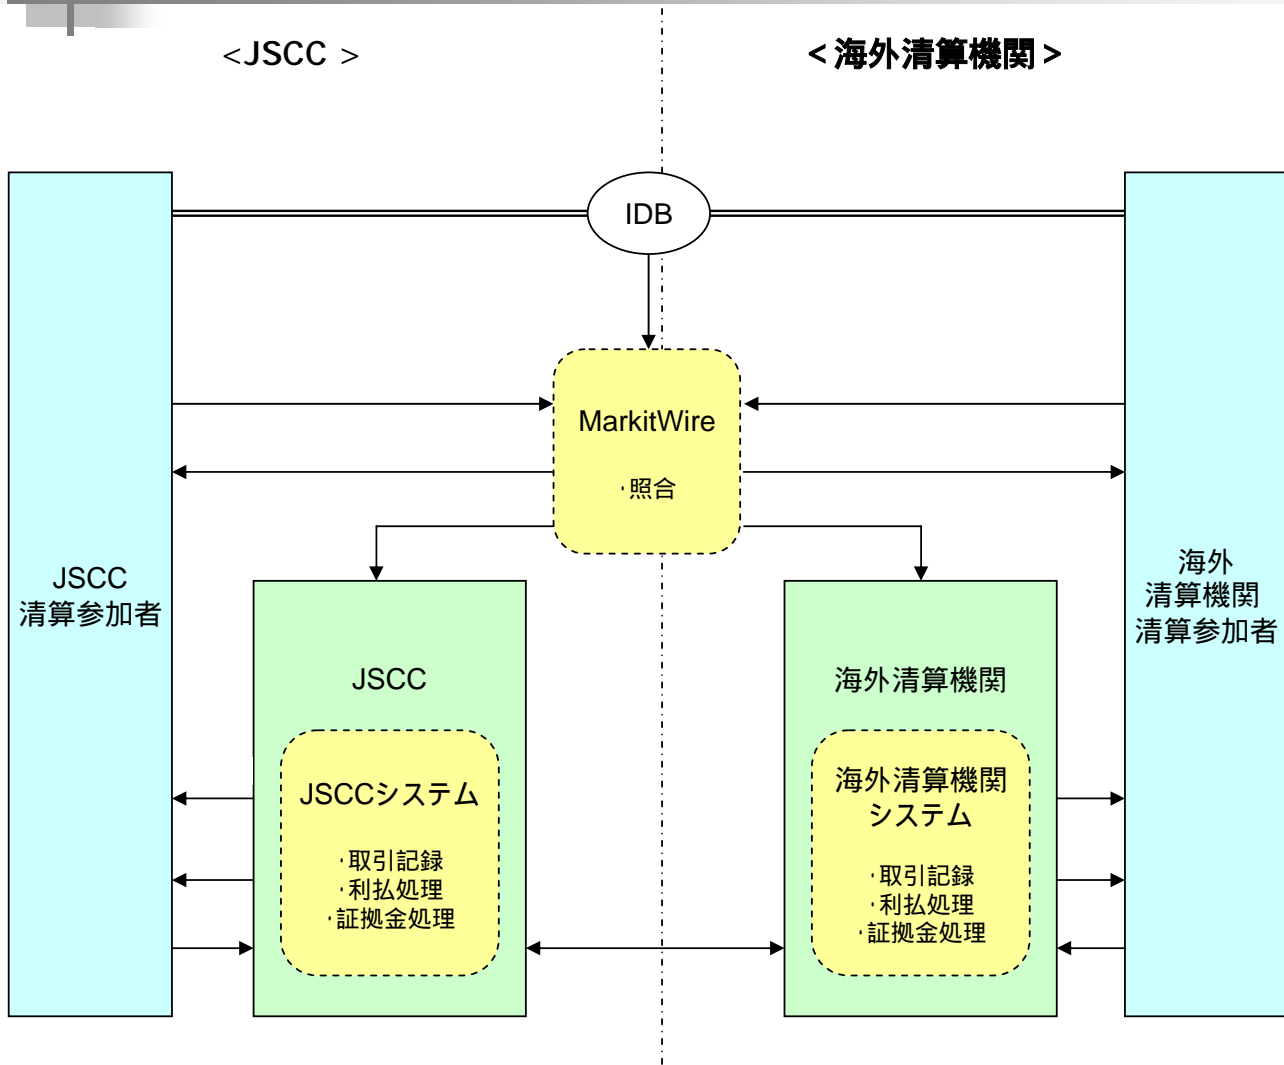 <JSCC >
<海外清算機関>
IDB
MarkitWire
・照合
JSCC
清算参加者
海外
清算機関
清算参加者
JSCC
海外清算機関
JSCCシステム
・取引記録
・利払処理
・証拠金処理
海外清算機関
システム
・取引記録
・利払処理
・証拠金処理